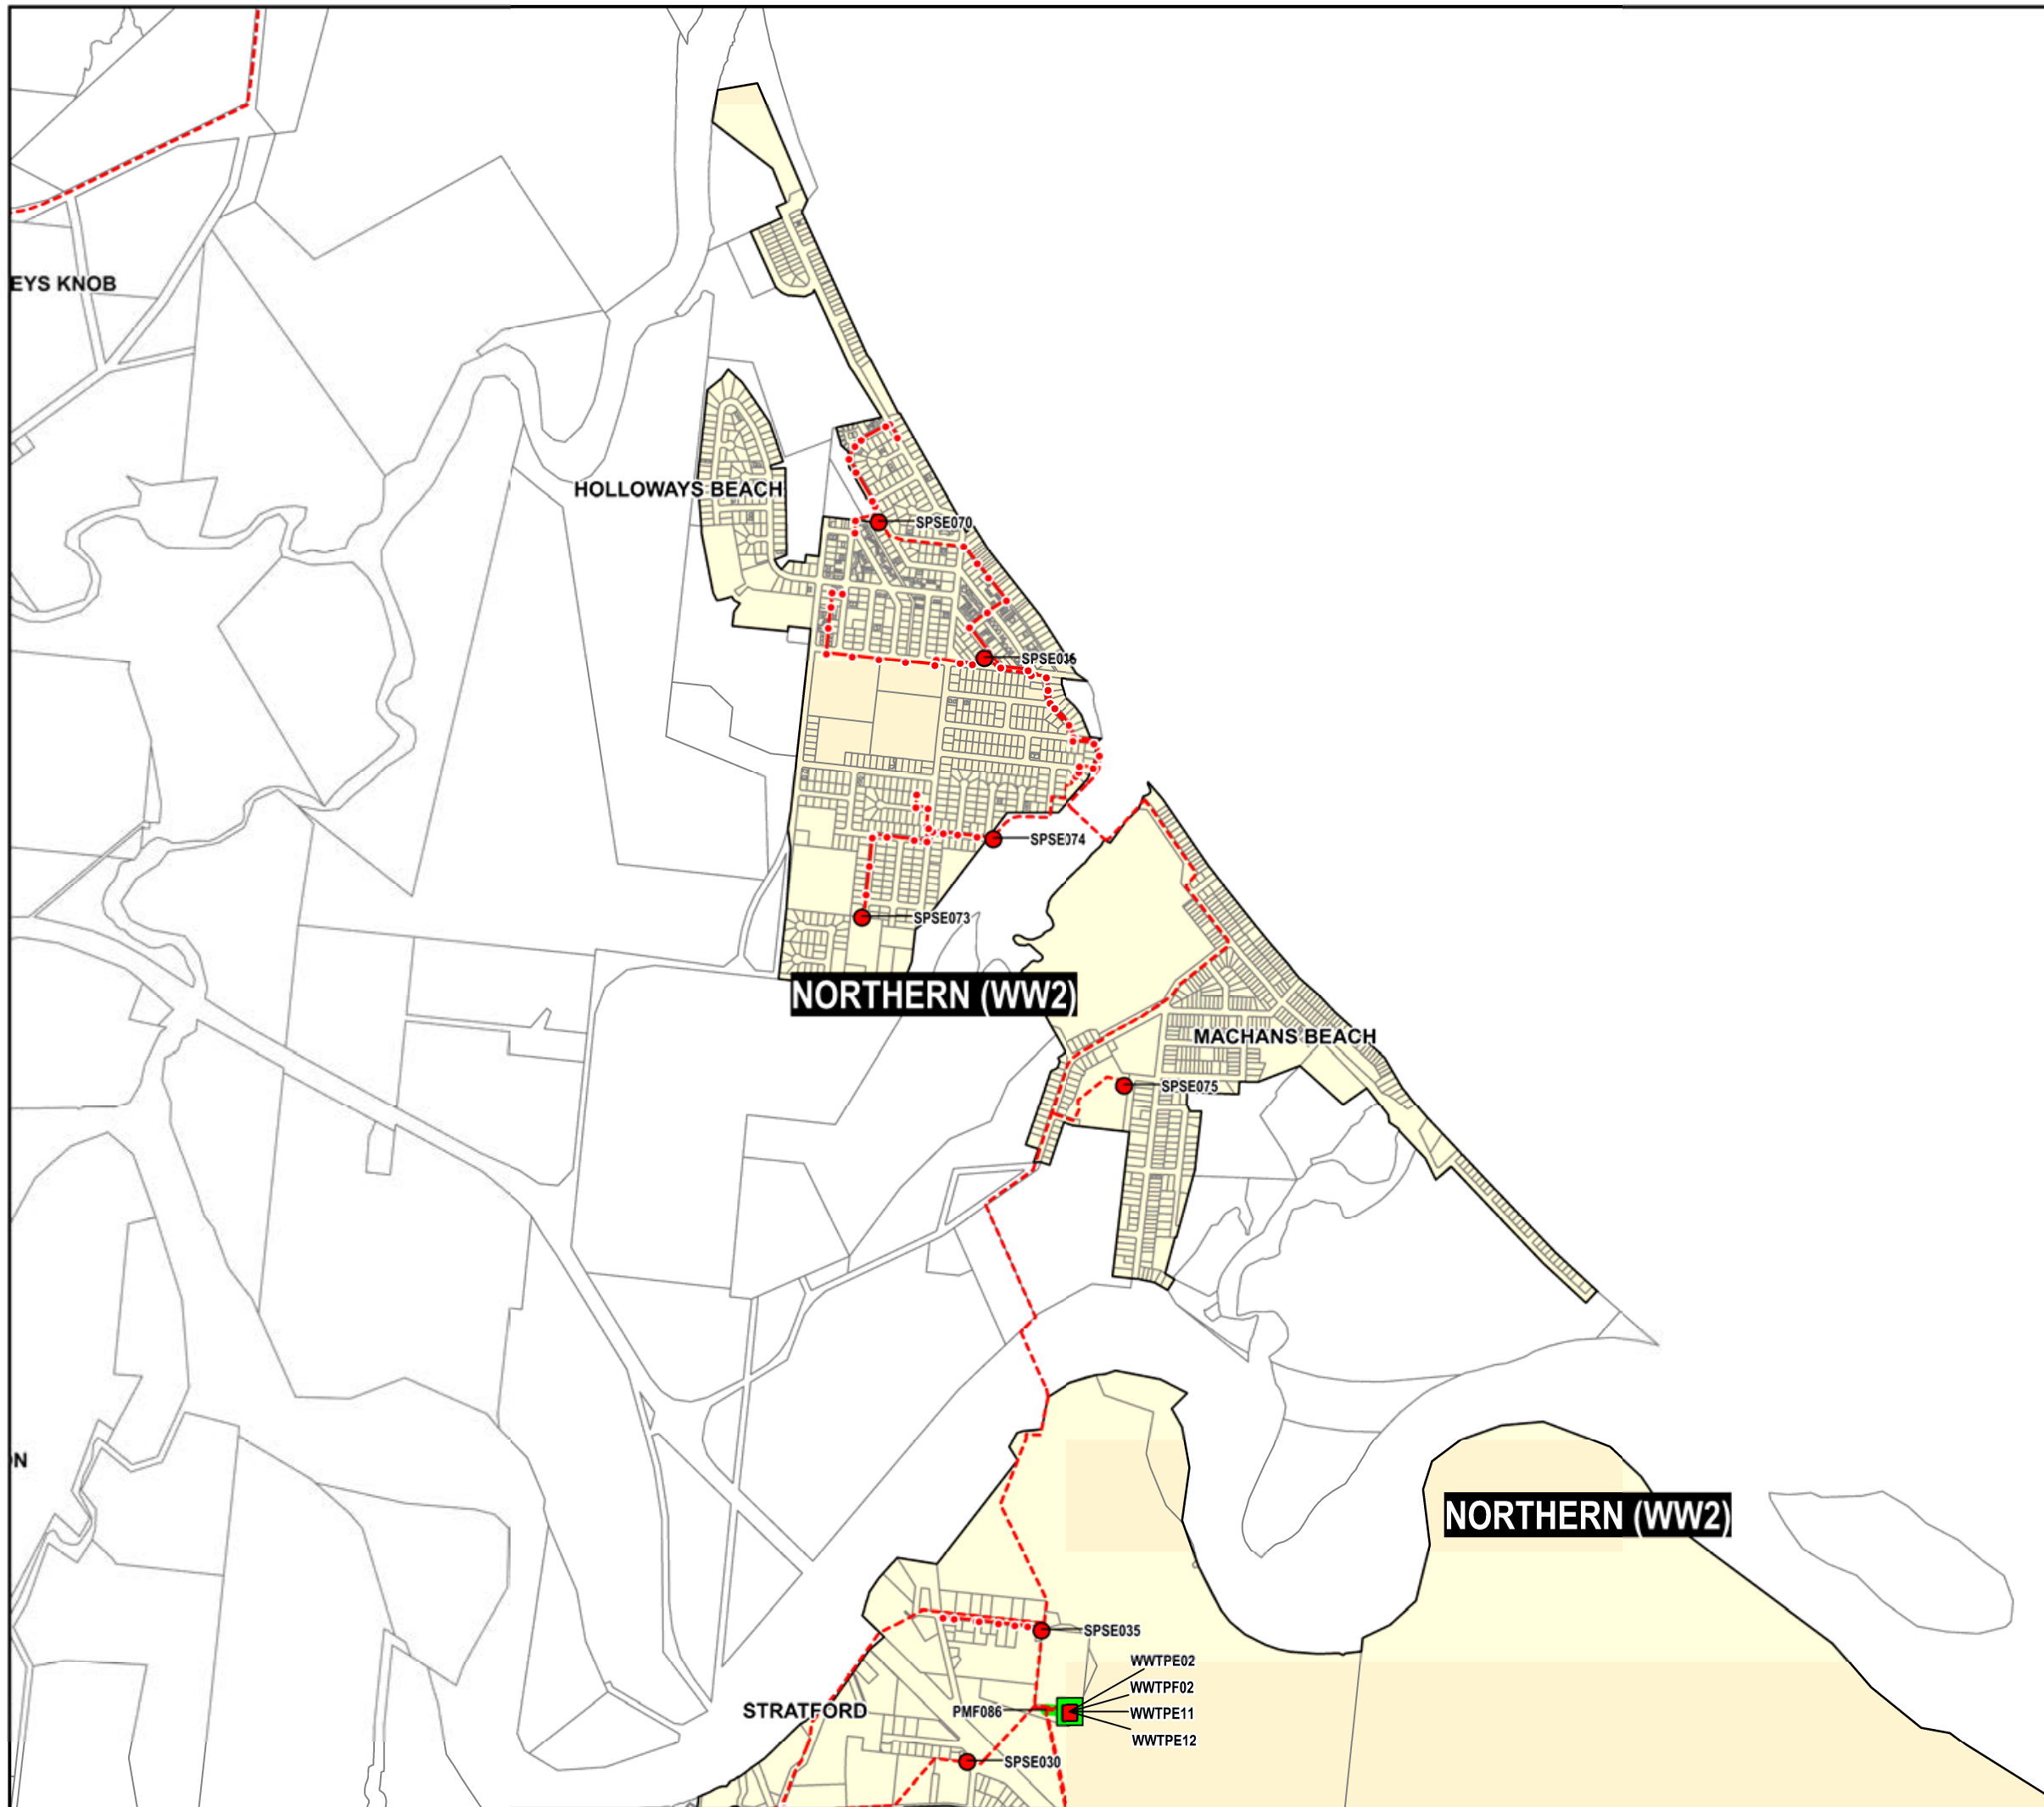 EYS KNOB
HOLLOWAYS BEACH
SPSE070
SPSE016
SPSE074
SPSE073
NORTHERN (WW2)
MACHANS BEACH
SPSE075
NORTHERN (WW2)
SPSE035
WWTPE02
WWTPF02
STRATFORD
PMF086
WWTPE11
WWTPE12
SPSE030